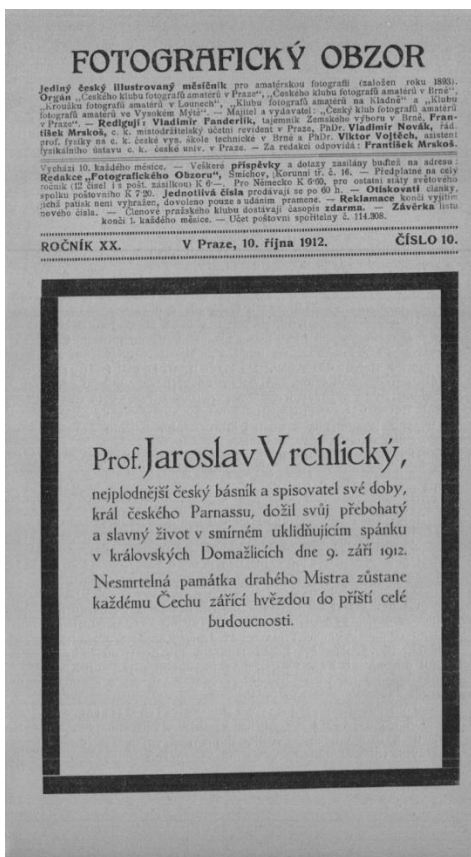 FOTOGRAFICKÝ OBZOR
Jediný český illustrovaný měsíčník pro amatérskou fotografii (založen roku 1893).
Orgán „Českého klubu fotografů amatérů v Praze“, „Českého klubu fotografů amatérů v Brně“,
„Kroužku fotografů amatérů v Lounech“, „Klubu fotografů amatérů na Kladně“ a „Klubu
fotografů amatérů ve Vysokém Mýtě“. — Majitel a vydavatel: „Český klub fotografů amatérů
v Praze“. — Redigují: Vladimír Fanderlik, tajemník Zemského výboru v Brně, Fran-
tišek Mrskoš, c. k. místodržitelský účetní revident v Praze, PhDr. Vladimír Novák, řád.
prof. fysiky na c. k. české vys. škole technické v Brně a PhDr. Viktor Vojtěch, asistent
fysikalního ústavu c. k. české univ. v Praze. — Za redakci odpovídá: František Mrskoš.
Vychází 10. každého měsíce. — Veškeré příspěvky a dotazy zasílány buďtež na adresu:
Redakce „Fotografického Obzoru“, Smíchov, Korunní tř. č. 16. — Předplatné na celý
ročník (12 čísel i s pošt. zásilkou) K 6·—. Pro Německo K 6·60, pro ostatní státy světového
spolku poštovního K 7·20. Jednotlivá čísla predávají se po 60 h. — Otiskovati články,
jichž patisk není vyhražen, dovoleno pouze s udáním pramene. — Reklamace končí vyjitím
nového čísla. — Členové pražského klubu dostávají časopis zdarma. — Závěrka listu
končí 1. každého měsíce. — Účet poštovní spořitelny č. 114.308.
ROČNÍK XX. V Praze, 10. října 1912. ČÍSLO 10.
Prof. Jaroslav Vrchlický,
nejplodnější český básník a spisovatel své doby,
král českého Parnassu, dožil svůj přebohatý
a slavný život v smírném uklidňujícím spánku
v královských Domažlicích dne 9. září 1912.
Nesmrtelná památka drahého Mistra zůstane
každému Čechu zářící hvězdou do příští celé
budoucnosti.